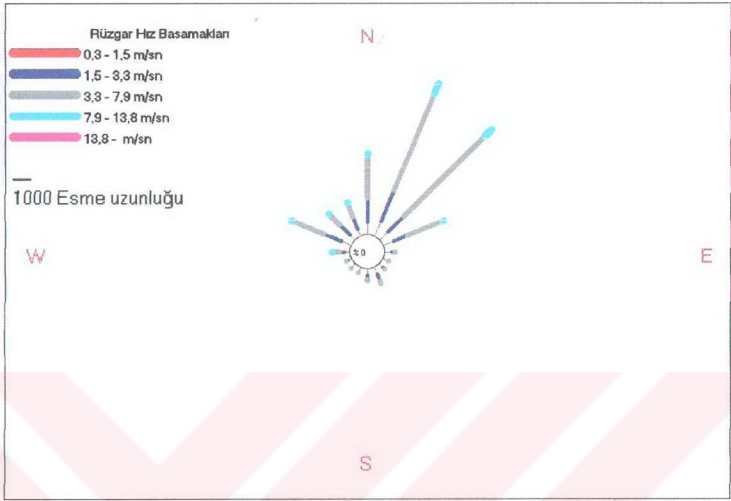 Rüzgar Hız Basamakları
0,3 - 1,5 m/sn
1,5 - 3,3 m/sn
3,3 - 7,9 m/sn
7,9 - 13,8 m/sn
13,8 - m/sn
1000 Esme uzunluğu
N
W
E
%0
S